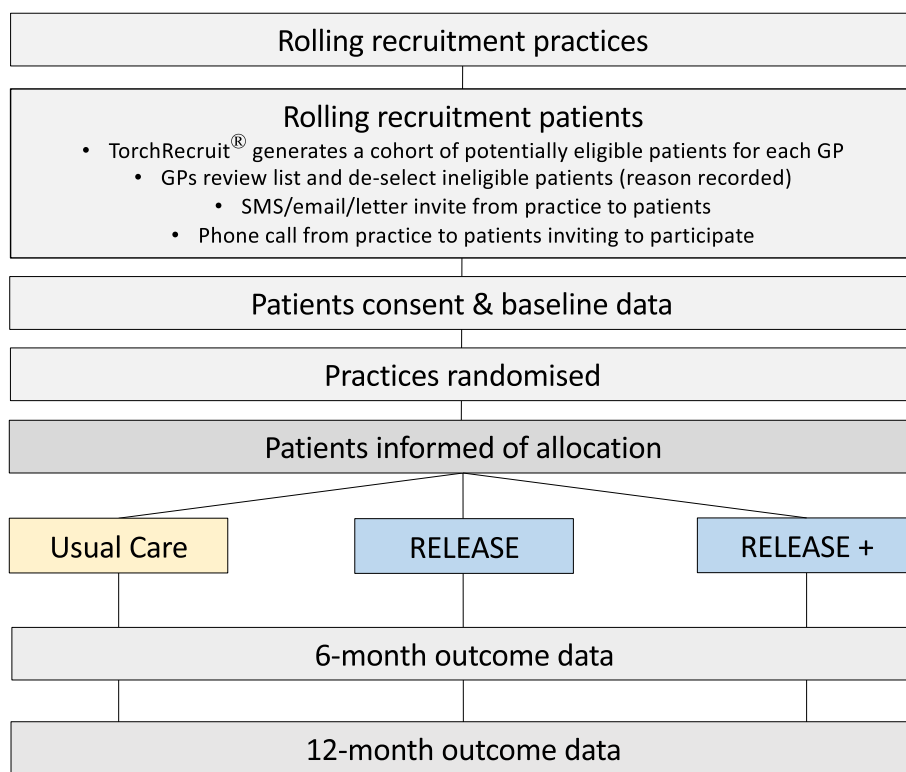 Rolling recruitment practices
Rolling recruitment patients
• TorchRecruit® generates a cohort of potentially eligible patients for each GP
• GPs review list and de-select ineligible patients (reason recorded)
• SMS/email/letter invite from practice to patients
• Phone call from practice to patients inviting to participate
Patients consent & baseline data
Practices randomised
Patients informed of allocation
Usual Care
RELEASE
RELEASE +
6-month outcome data
12-month outcome data